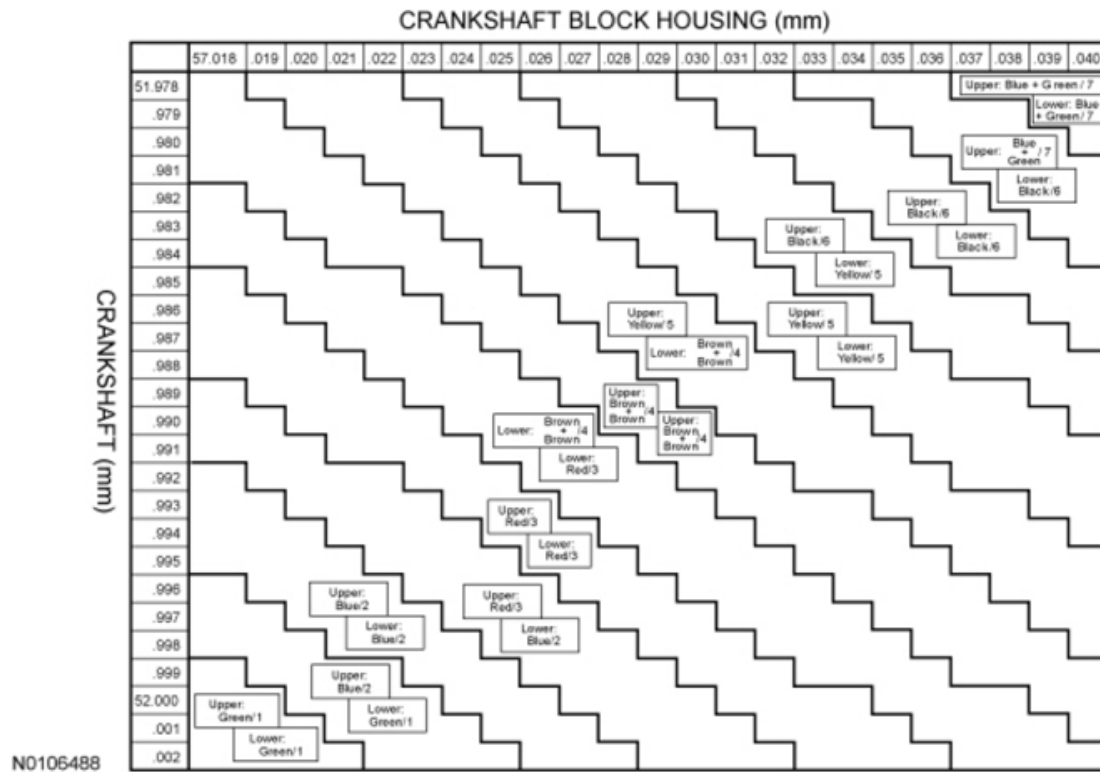 CRANKSHAFT BLOCK HOUSING (mm)
57.018 .019 .020 .021 .022 .023 .024 .025 .026 .027 .028 .029 .030 .031 .032 .033 .034 .035 .036 .037 .038 .039 .040
CRANKSHAFT (mm)
51.978
.979
.980
.981
.982
.983
.984
.985
.986
.987
.988
.989
.990
.991
.992
.993
.994
.995
.996
.997
.998
.999
52.000
.001
.002
Upper: Blue + Green/ 7
Lower: Blue
+ Green/ 7
Upper: Blue + Green /7
Lower:
Black/6
Upper:
Black/6
Lower:
Black/6
Upper:
Black/6
Lower:
Yellow/ 5
Upper:
Yellow/ 5
Lower: Brown + Brown /4
Upper:
Yellow/ 5
Lower:
Yellow/ 5
Upper:
Brown
+ /4
Brown
Upper:
Brown
+ /4
Brown
Lower: Brown + Brown /4
Lower:
Red/3
Upper:
Red/3
Lower:
Red/3
Upper:
Blue/2
Lower:
Blue/2
Upper:
Red/3
Lower:
Blue/2
Upper:
Blue/2
Lower:
Green/1
Upper:
Green/1
Lower:
Green/1
N0106488